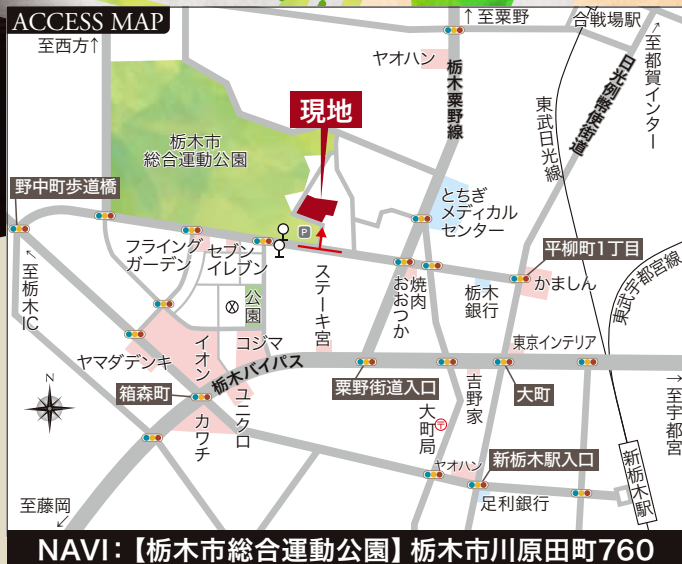 ACCESS MAP
↑至粟野
合戦場駅
至西方↑
ヤオハン
栃木粟野線
日光例幣使街道
↑至都賀インター
東武日光線
現地
栃木市
総合運動公園
野中町歩道橋
とちぎ
メディカル
センター
平柳町1丁目
P
フライング
ガーデン
セブン
イレブン
↑至栃木IC
公園
ステーキ宮
焼肉
おおつか
栃木
銀行
かましん
東武宇都宮線
ヤマダデンキ
イオン
コジマ
東京インテリア
栃木バイパス
N
箱森町
ユニクロ
カワチ
粟野街道入口
吉野家
大町
→至宇都宮
大町局
〒
ヤオハン
新栃木駅入口
新栃木駅
足利銀行
至藤岡
↙
NAVI:【栃木市総合運動公園】栃木市川原田町760